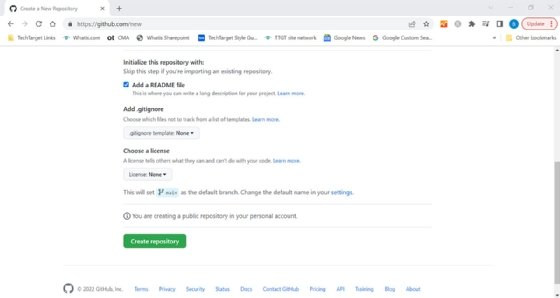 Create a New Repository
https://github.com/new
Update
TechTarget Links
WhatIs.com
CMA
WhatIs Sharepoint
TechTarget Style Gu...
TTGT site network
Google News
Google Custom Sea...
Other bookmarks
Initialize this repository with:
Skip this step if you're importing an existing repository.
Add a README file
This is where you can write a long description for your project. Learn more.
Add .gitignore
Choose which files not to track from a list of templates. Learn more.
.gitignore template: None
Choose a license
A license tells others what they can and can't do with your code. Learn more.
License: None
This will set main as the default branch. Change the default name in your settings.
You are creating a public repository in your personal account.
Create repository
© 2022 GitHub, Inc.
Terms
Privacy
Security
Status
Docs
Contact GitHub
Pricing
API
Training
Blog
About